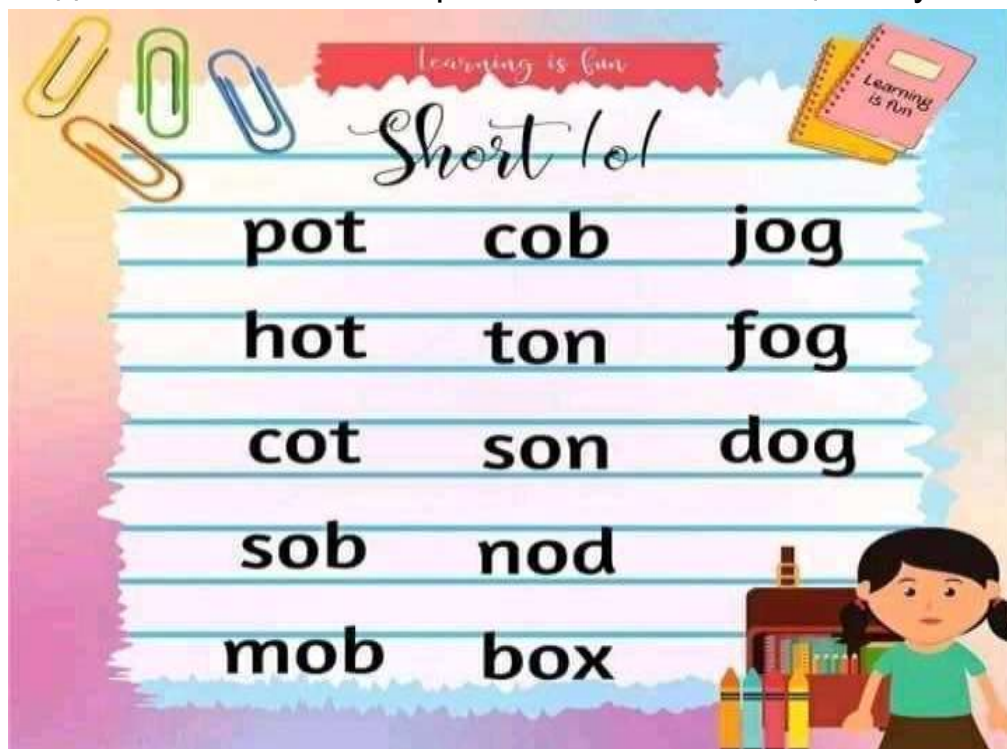 Learning is fun
Learning
is fun
Short /o/
pot cob jog
hot ton fog
cot son dog
sob nod
mob box